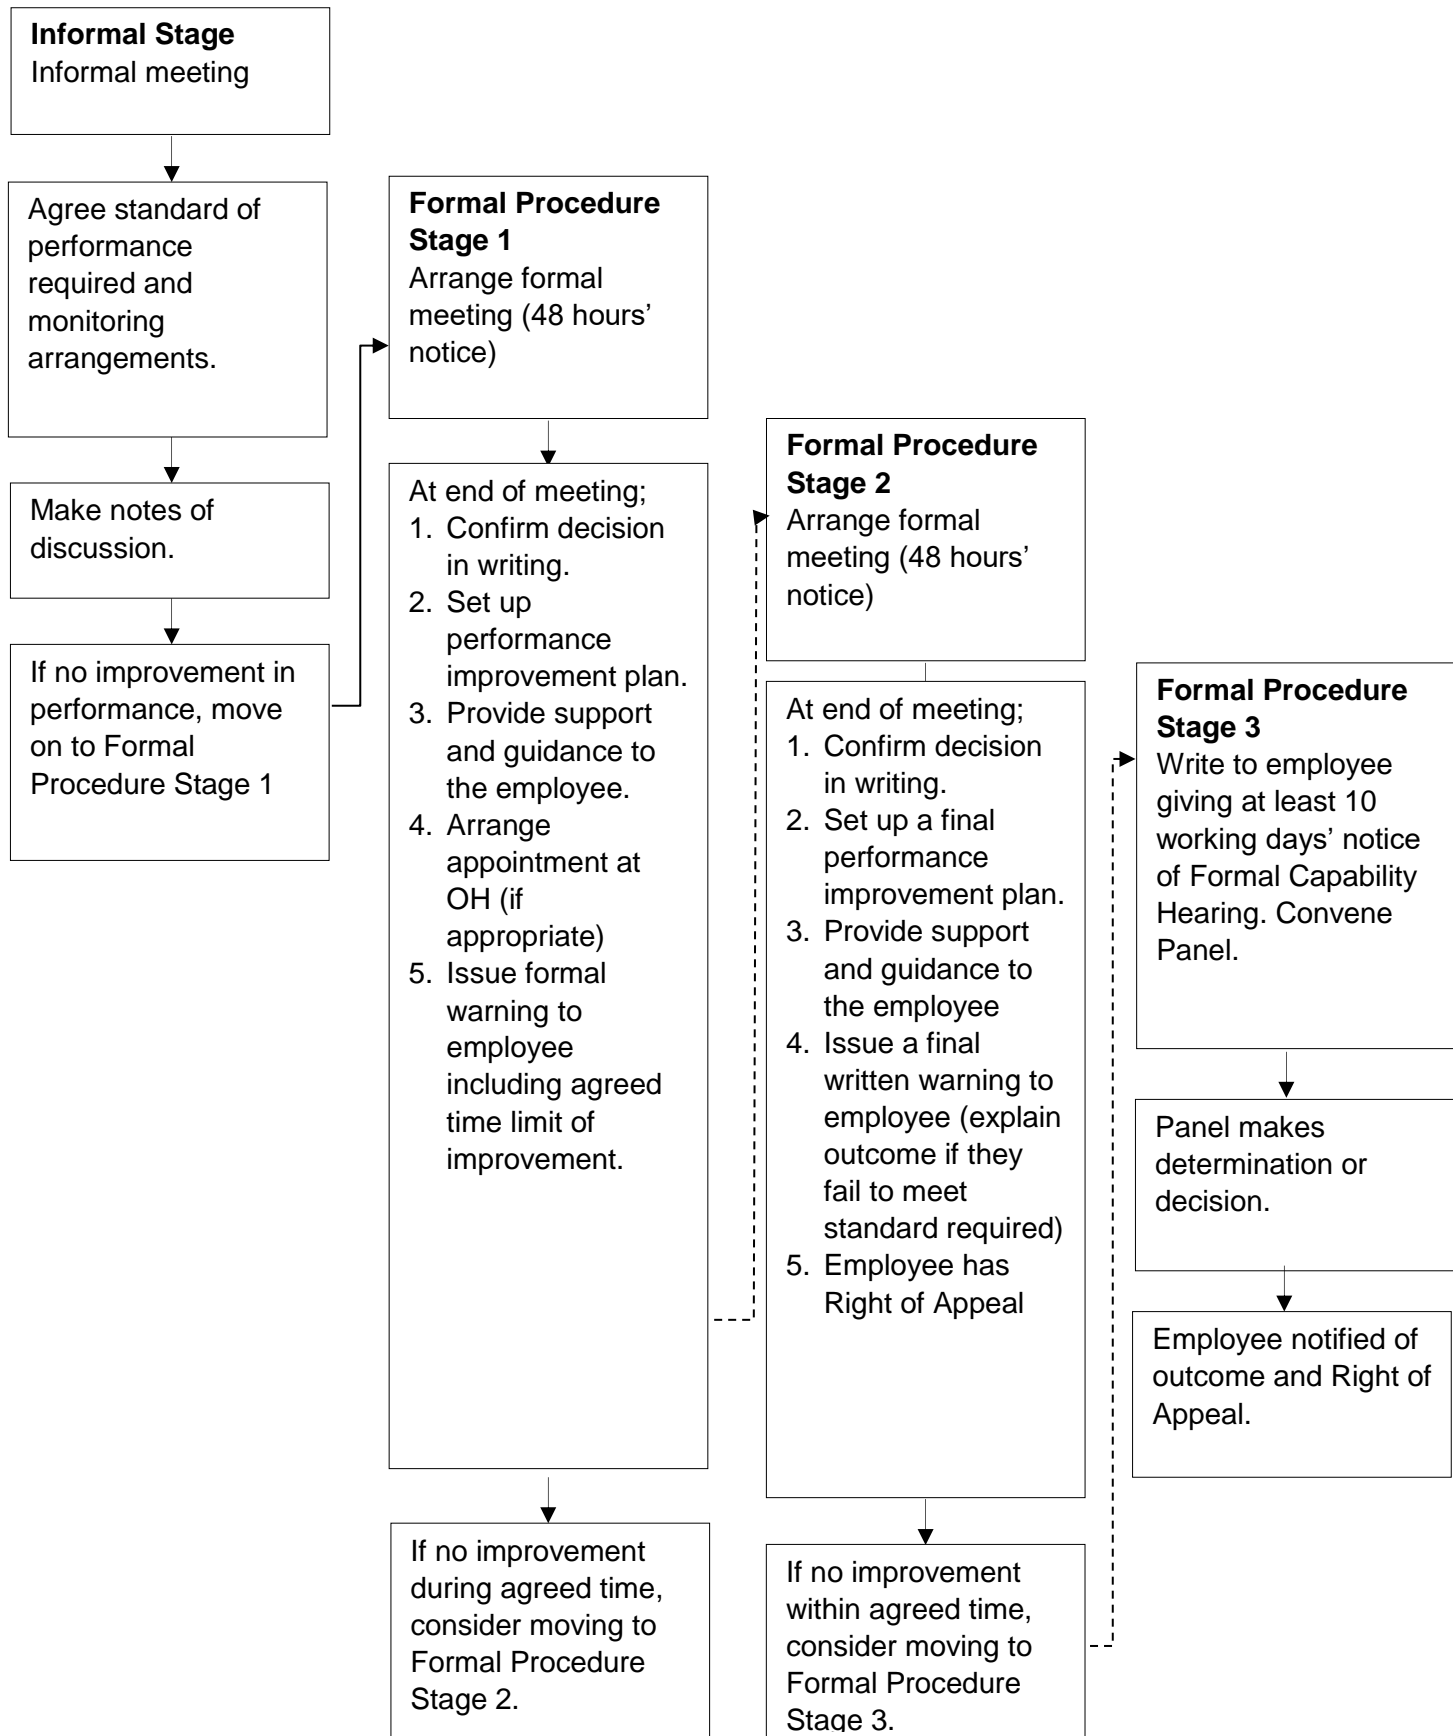 Informal Stage
Informal meeting
Agree standard of
performance
required and
monitoring
arrangements.
Make notes of
discussion.
If no improvement in
performance, move
on to Formal
Procedure Stage 1
Formal Procedure
Stage 1
Arrange formal
meeting (48 hours’
notice)
At end of meeting;
1. Confirm decision
in writing.
2. Set up
performance
improvement plan.
3. Provide support
and guidance to
the employee.
4. Arrange
appointment at
OH (if
appropriate)
5. Issue formal
warning to
employee
including agreed
time limit of
improvement.
If no improvement
during agreed time,
consider moving to
Formal Procedure
Stage 2.
Formal Procedure
Stage 2
Arrange formal
meeting (48 hours’
notice)
At end of meeting;
1. Confirm decision
in writing.
2. Set up a final
performance
improvement plan.
3. Provide support
and guidance to
the employee
4. Issue a final
written warning to
employee (explain
outcome if they
fail to meet
standard required)
5. Employee has
Right of Appeal
If no improvement
within agreed time,
consider moving to
Formal Procedure
Stage 3.
Formal Procedure
Stage 3
Write to employee
giving at least 10
working days’ notice
of Formal Capability
Hearing. Convene
Panel.
Panel makes
determination or
decision.
Employee notified of
outcome and Right of
Appeal.